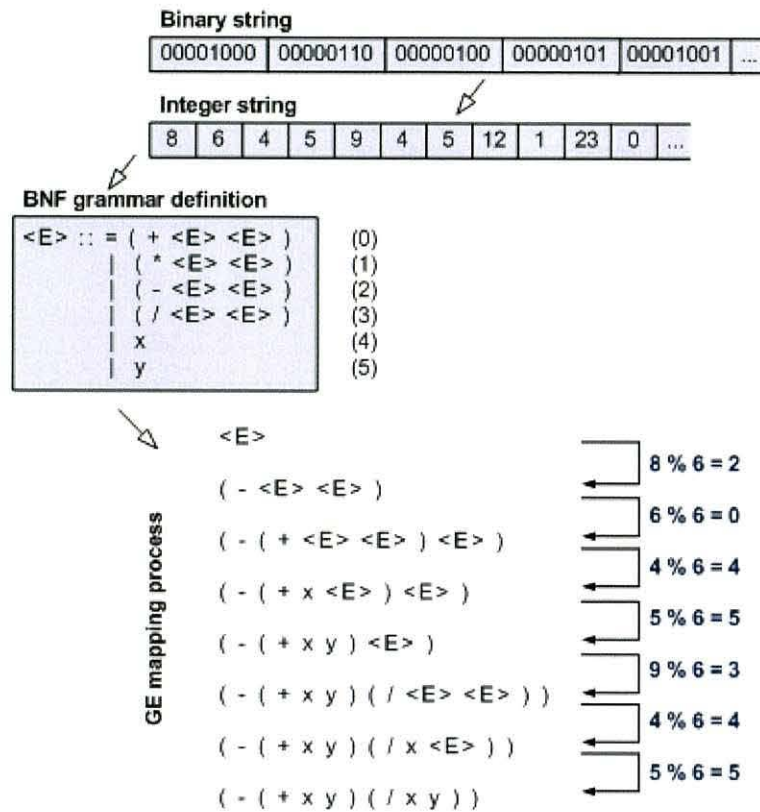 Binary string
00001000 00000110 00000100 00000101 00001001 ...
Integer string
8 6 4 5 9 4 5 12 1 23 0 ...
BNF grammar definition
<E> :: = ( + <E> <E> ) (0)
| ( * <E> <E> ) (1)
| ( - <E> <E> ) (2)
| ( / <E> <E> ) (3)
| x (4)
| y (5)
GE mapping process
<E>
8 % 6 = 2
( - <E> <E> )
6 % 6 = 0
( - ( + <E> <E> ) <E> )
4 % 6 = 4
( - ( + x <E> ) <E> )
5 % 6 = 5
( - ( + x y ) <E> )
9 % 6 = 3
( - ( + x y ) ( / <E> <E> ) )
4 % 6 = 4
( - ( + x y ) ( / x <E> ) )
5 % 6 = 5
( - ( + x y ) ( / x y ) )